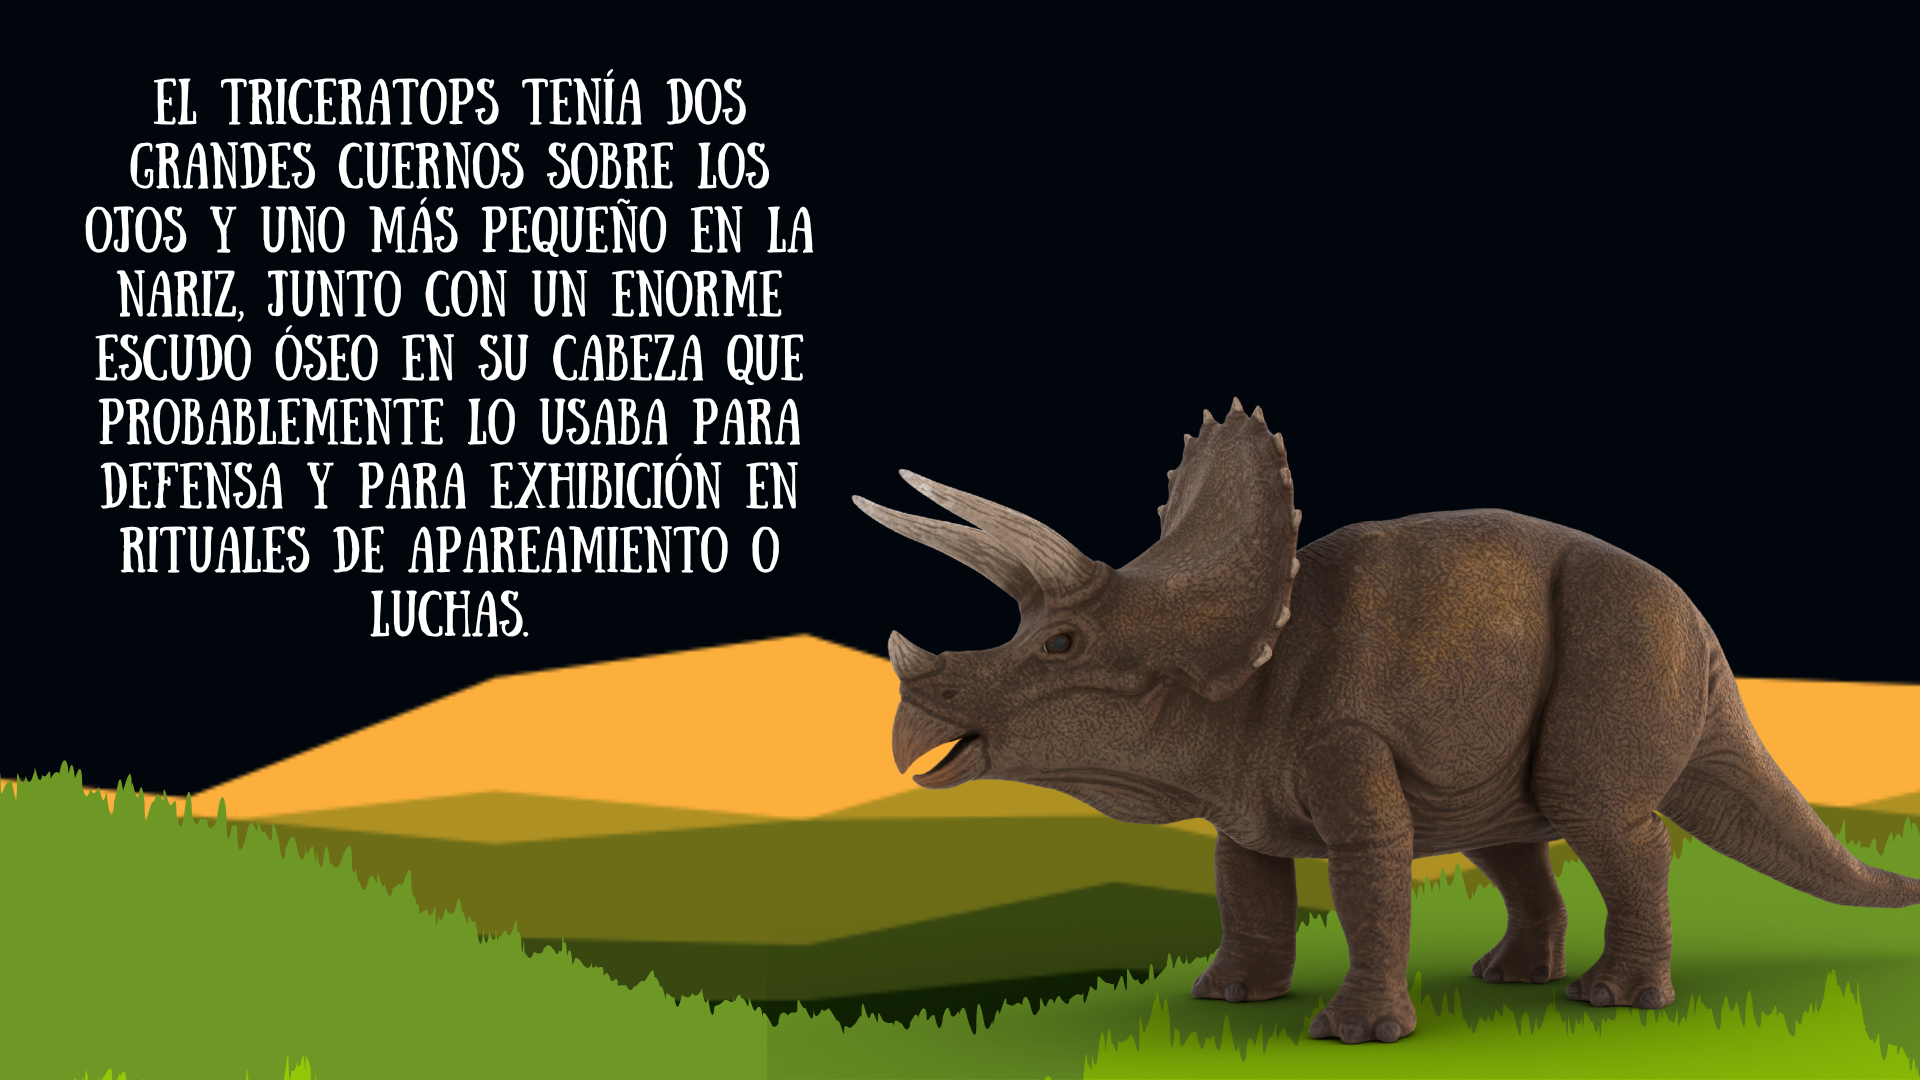 EL TRICERATOPS TENÍA DOS
GRANDES CUERNOS SOBRE LOS
OJOS Y UNO MÁS PEQUEÑO EN LA
NARIZ, JUNTO CON UN ENORME
ESCUDO ÓSEO EN SU CABEZA QUE
PROBABLEMENTE LO USABA PARA
DEFENSA Y PARA EXHIBICIÓN EN
RITUALES DE APAREAMIENTO O
LUCHAS.